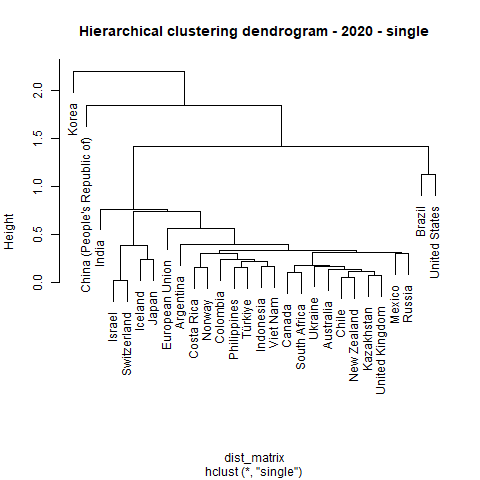 Hierarchical clustering dendrogram - 2020 - single
Height
2.0
1.5
1.0
0.5
0.0
Korea
China (People's Republic of)
India
Israel
Switzerland
Iceland
Japan
European Union
Argentina
Costa Rica
Norway
Colombia
Philippines
Türkiye
Indonesia
Viet Nam
Canada
South Africa
Ukraine
Australia
Chile
New Zealand
Kazakhstan
United Kingdom
Mexico
Russia
Brazil
United States
dist_matrix
hclust (*, "single")